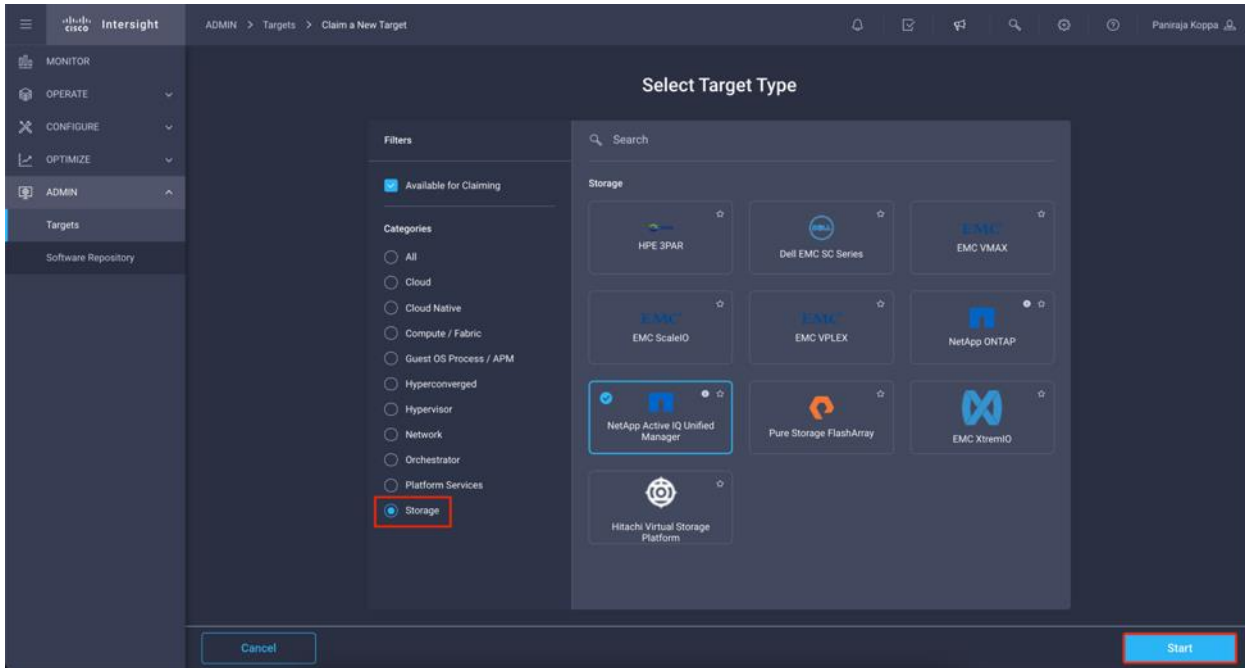 cisco Intersight
ADMIN > Targets > Claim a New Target
Paniraja Koppa
MONITOR
OPERATE
CONFIGURE
OPTIMIZE
ADMIN
Targets
Software Repository
Select Target Type
Filters
Available for Claiming
Categories
All
Cloud
Cloud Native
Compute / Fabric
Guest OS Process / APM
Hyperconverged
Hypervisor
Network
Orchestrator
Platform Services
Storage
Search
Storage
HPE 3PAR
DELL
Dell EMC SC Series
EMC
EMC VMAX
EMC
EMC ScaleIO
EMC
EMC VPLEX
NetApp ONTAP
NetApp Active IQ Unified
Manager
Pure Storage FlashArray
EMC XtremIO
Hitachi Virtual Storage
Platform
Cancel
Start